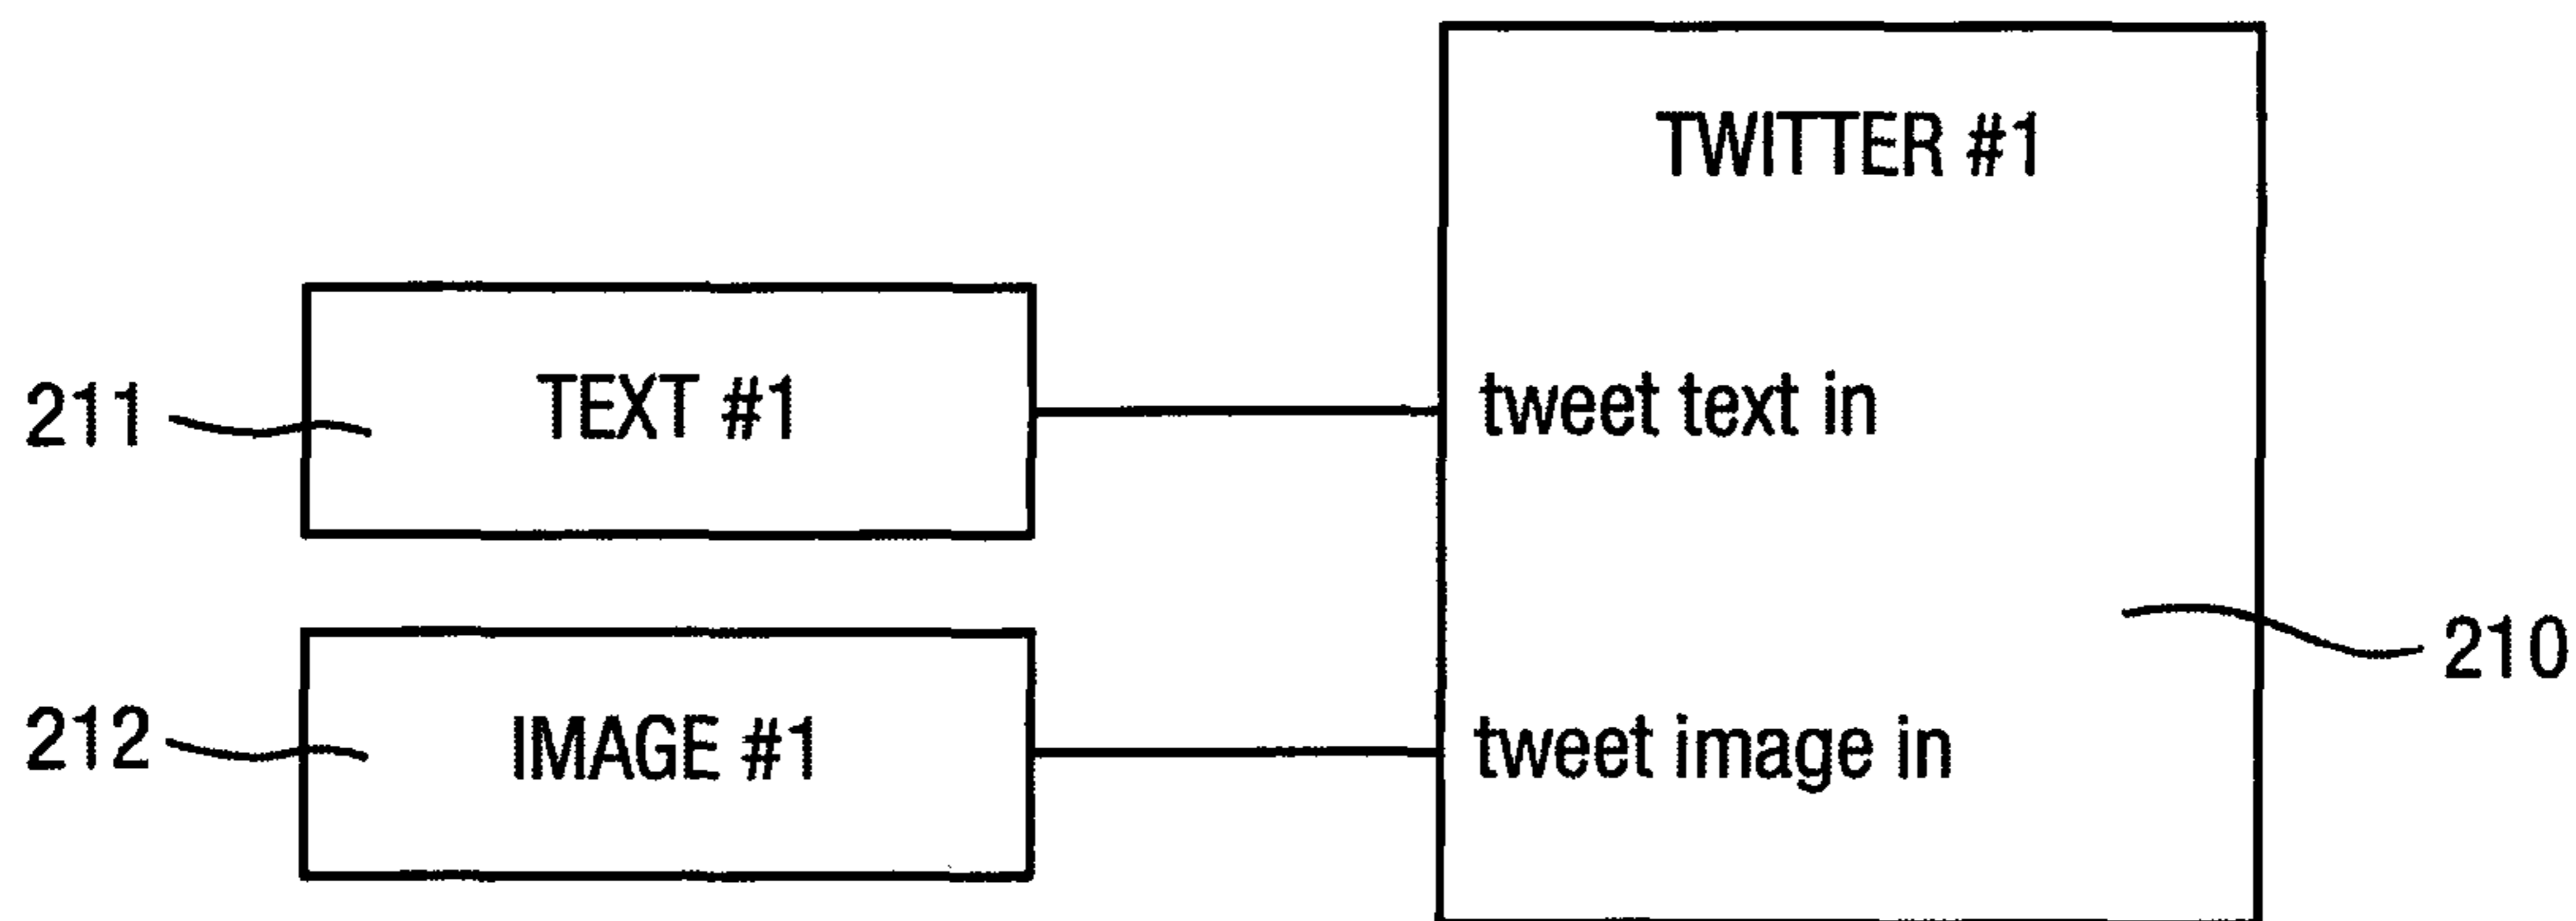 TWITTER #1
211
TEXT #1
tweet text in
210
212
IMAGE #1
tweet image in